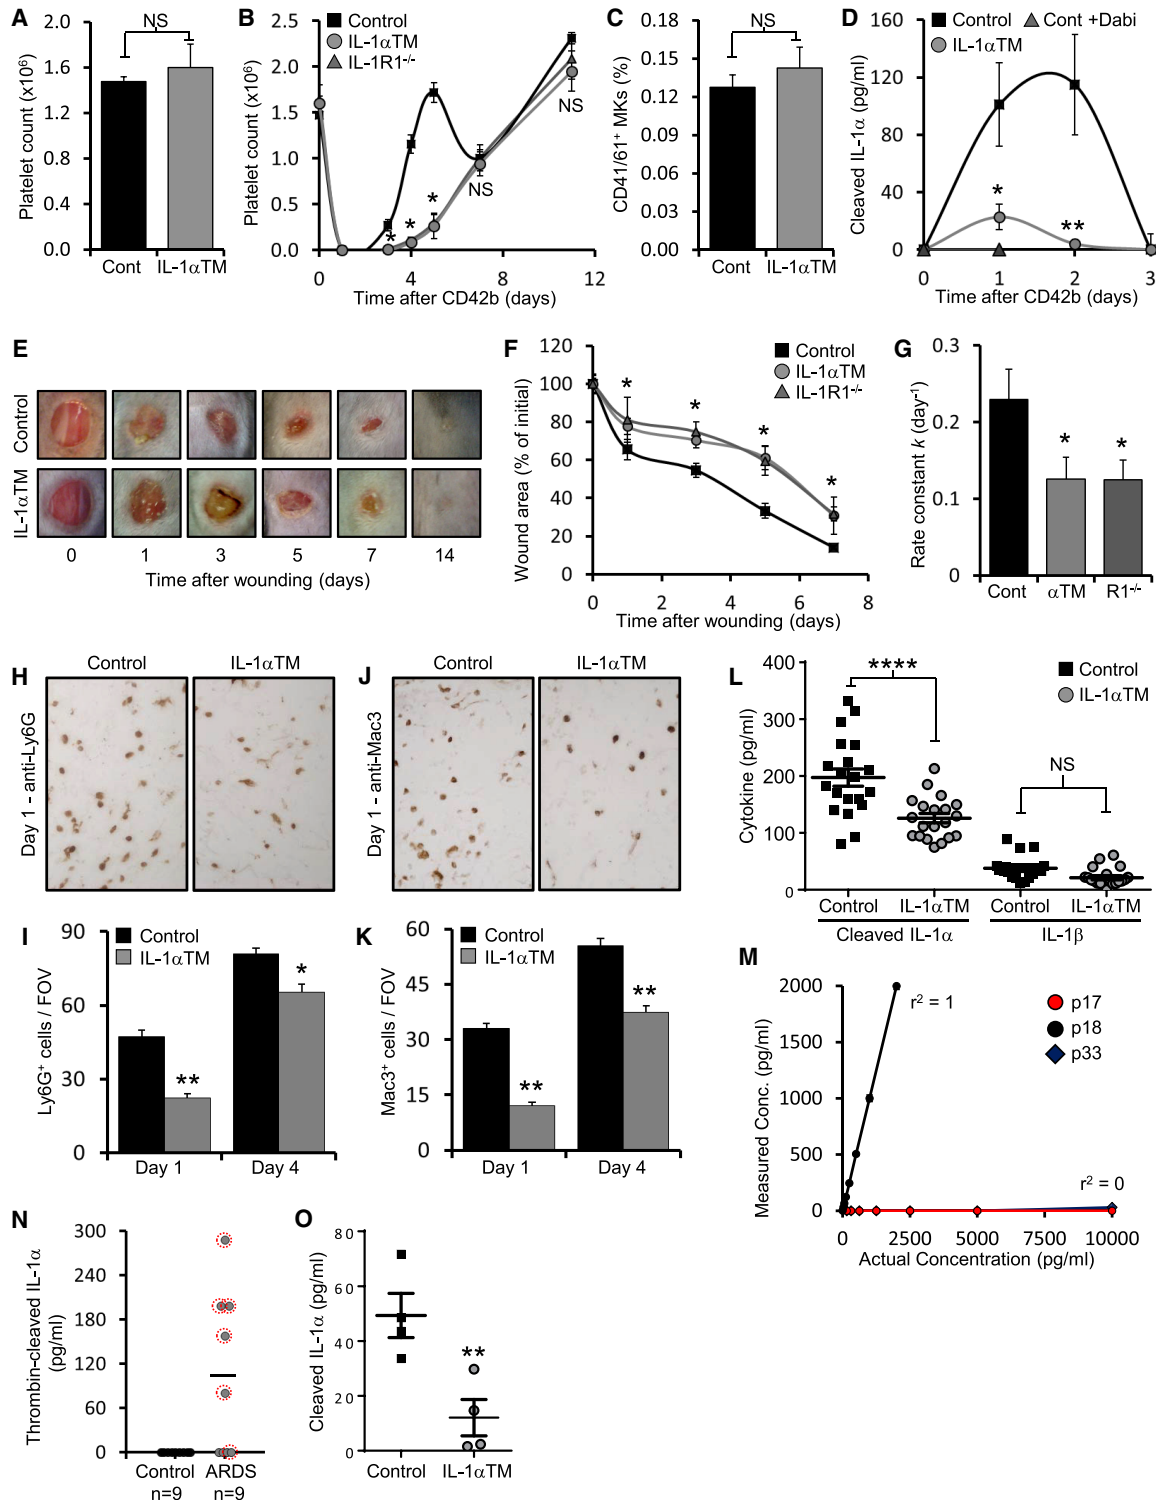 A
Platelet count (x10⁶)
2.0
1.6
1.2
0.8
0.4
0.0
NS
Cont IL-1αTM
B
Platelet count (x10⁶)
2.5
2.0
1.5
1.0
0.5
0.0
Control
IL-1αTM
IL-1R1⁻/⁻
*
*
*
NS
NS
0 4 8 12
Time after CD42b (days)
C
CD41/61⁺ MKs (%)
0.18
0.15
0.12
0.09
0.06
0.03
0.00
NS
Cont IL-1αTM
D
Cleaved IL-1α (pg/ml)
160
120
80
40
0
Control Cont +Dabi
IL-1αTM
*
**
0 1 2 3
Time after CD42b (days)
E
Control
IL-1αTM
0 1 3 5 7 14
Time after wounding (days)
F
Wound area (% of initial)
120
100
80
60
40
20
0
Control
IL-1αTM
IL-1R1⁻/⁻
*
*
*
*
0 2 4 6 8
Time after wounding (days)
G
Rate constant k (day⁻¹)
0.3
0.2
0.1
0
* *
Cont αTM R1⁻/⁻
H
Control IL-1αTM
Day 1 - anti-Ly6G
J
Control IL-1αTM
Day 1 - anti-Mac3
L
Cytokine (pg/ml)
400
300
200
100
0
Control
IL-1αTM
****
NS
Control IL-1αTM Control IL-1αTM
Cleaved IL-1α IL-1β
I
Ly6G⁺ cells / FOV
90
60
30
0
Control
IL-1αTM
**
*
Day 1 Day 4
K
Mac3⁺ cells / FOV
60
45
30
15
0
Control
IL-1αTM
**
**
Day 1 Day 4
M
Measured Conc. (pg/ml)
2000
1500
1000
500
0
r² = 1
p17
p18
p33
r² = 0
0 2500 5000 7500 10000
Actual Concentration (pg/ml)
N
Thrombin-cleaved IL-1α
(pg/ml)
300
240
180
120
60
0
Control ARDS
n=9 n=9
O
Cleaved IL-1α (pg/ml)
80
60
40
20
0
**
Control IL-1αTM